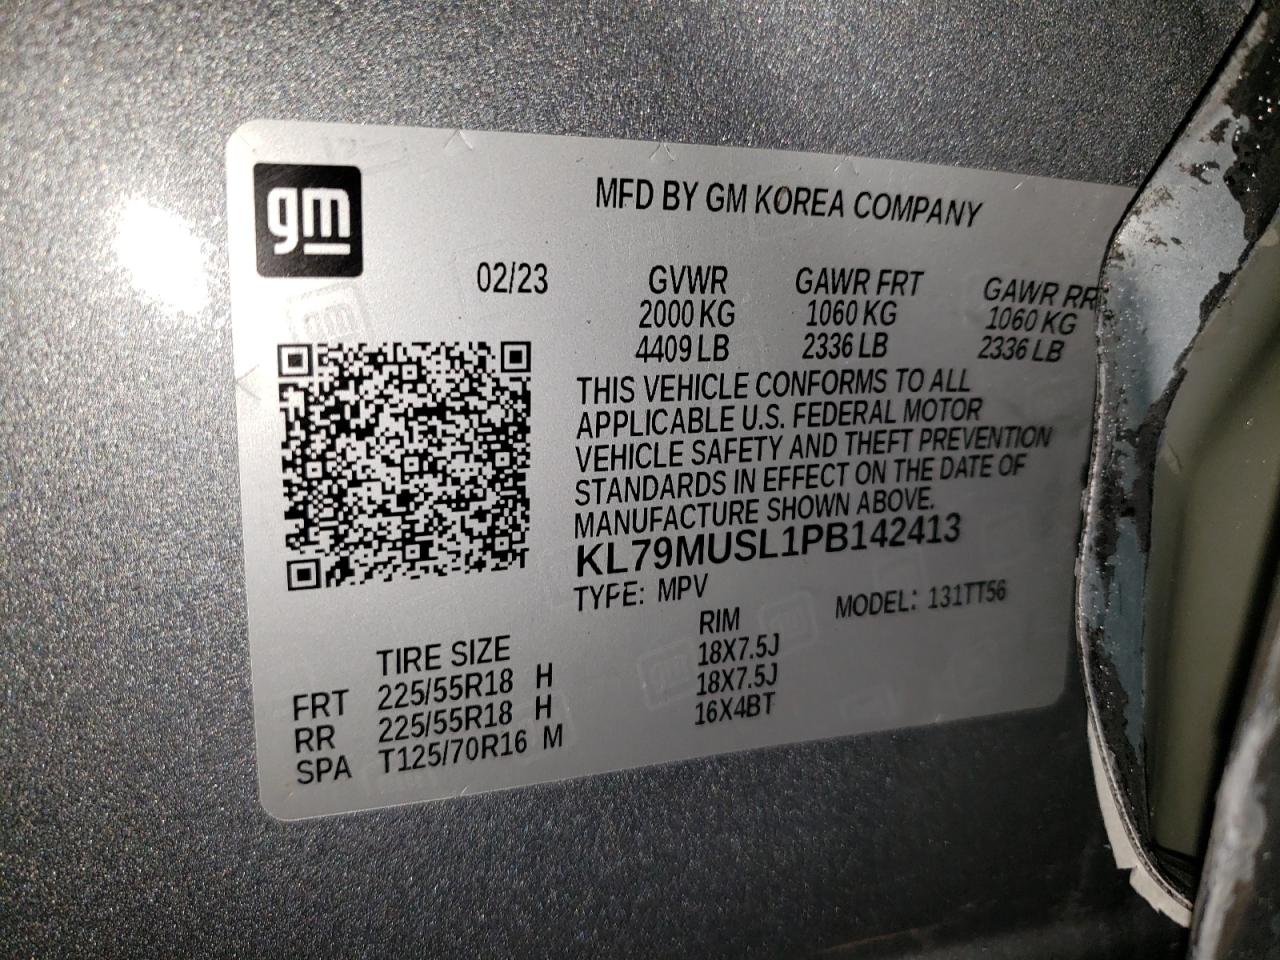 gm
MFD BY GM KOREA COMPANY
02/23 GVWR GAWR FRT GAWR RR
2000 KG 1060 KG 1060 KG
4409 LB 2336 LB 2336 LB
THIS VEHICLE CONFORMS TO ALL
APPLICABLE U.S. FEDERAL MOTOR
VEHICLE SAFETY AND THEFT PREVENTION
STANDARDS IN EFFECT ON THE DATE OF
MANUFACTURE SHOWN ABOVE.
KL79MUSL1PB142413
TYPE: MPV MODEL: 131TT56
TIRE SIZE RIM
FRT 225/55R18 H 18X7.5J
RR 225/55R18 H 18X7.5J
SPA T125/70R16 M 16X4BT